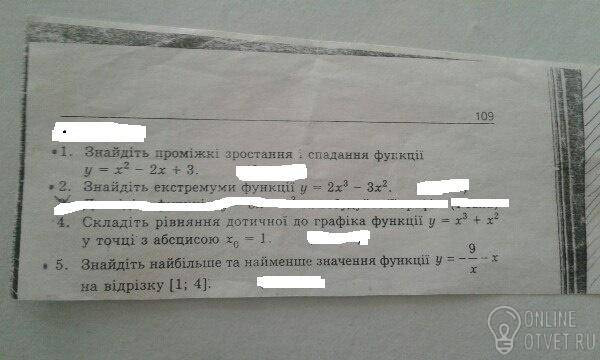 109
• 1. Знайдіть проміжкі зростання і спадання функції
y = x² − 2x + 3.
• 2. Знайдіть екстремуми функції y = 2x³ − 3x².
4. Складіть рівняння дотичної до графіка функції y = x³ + x²
у точці з абсцисою x₀ = 1.
• 5. Знайдіть найбільше та найменше значення функції y = −9/x − x
на відрізку [1; 4].
ONLINE
OTVET.RU